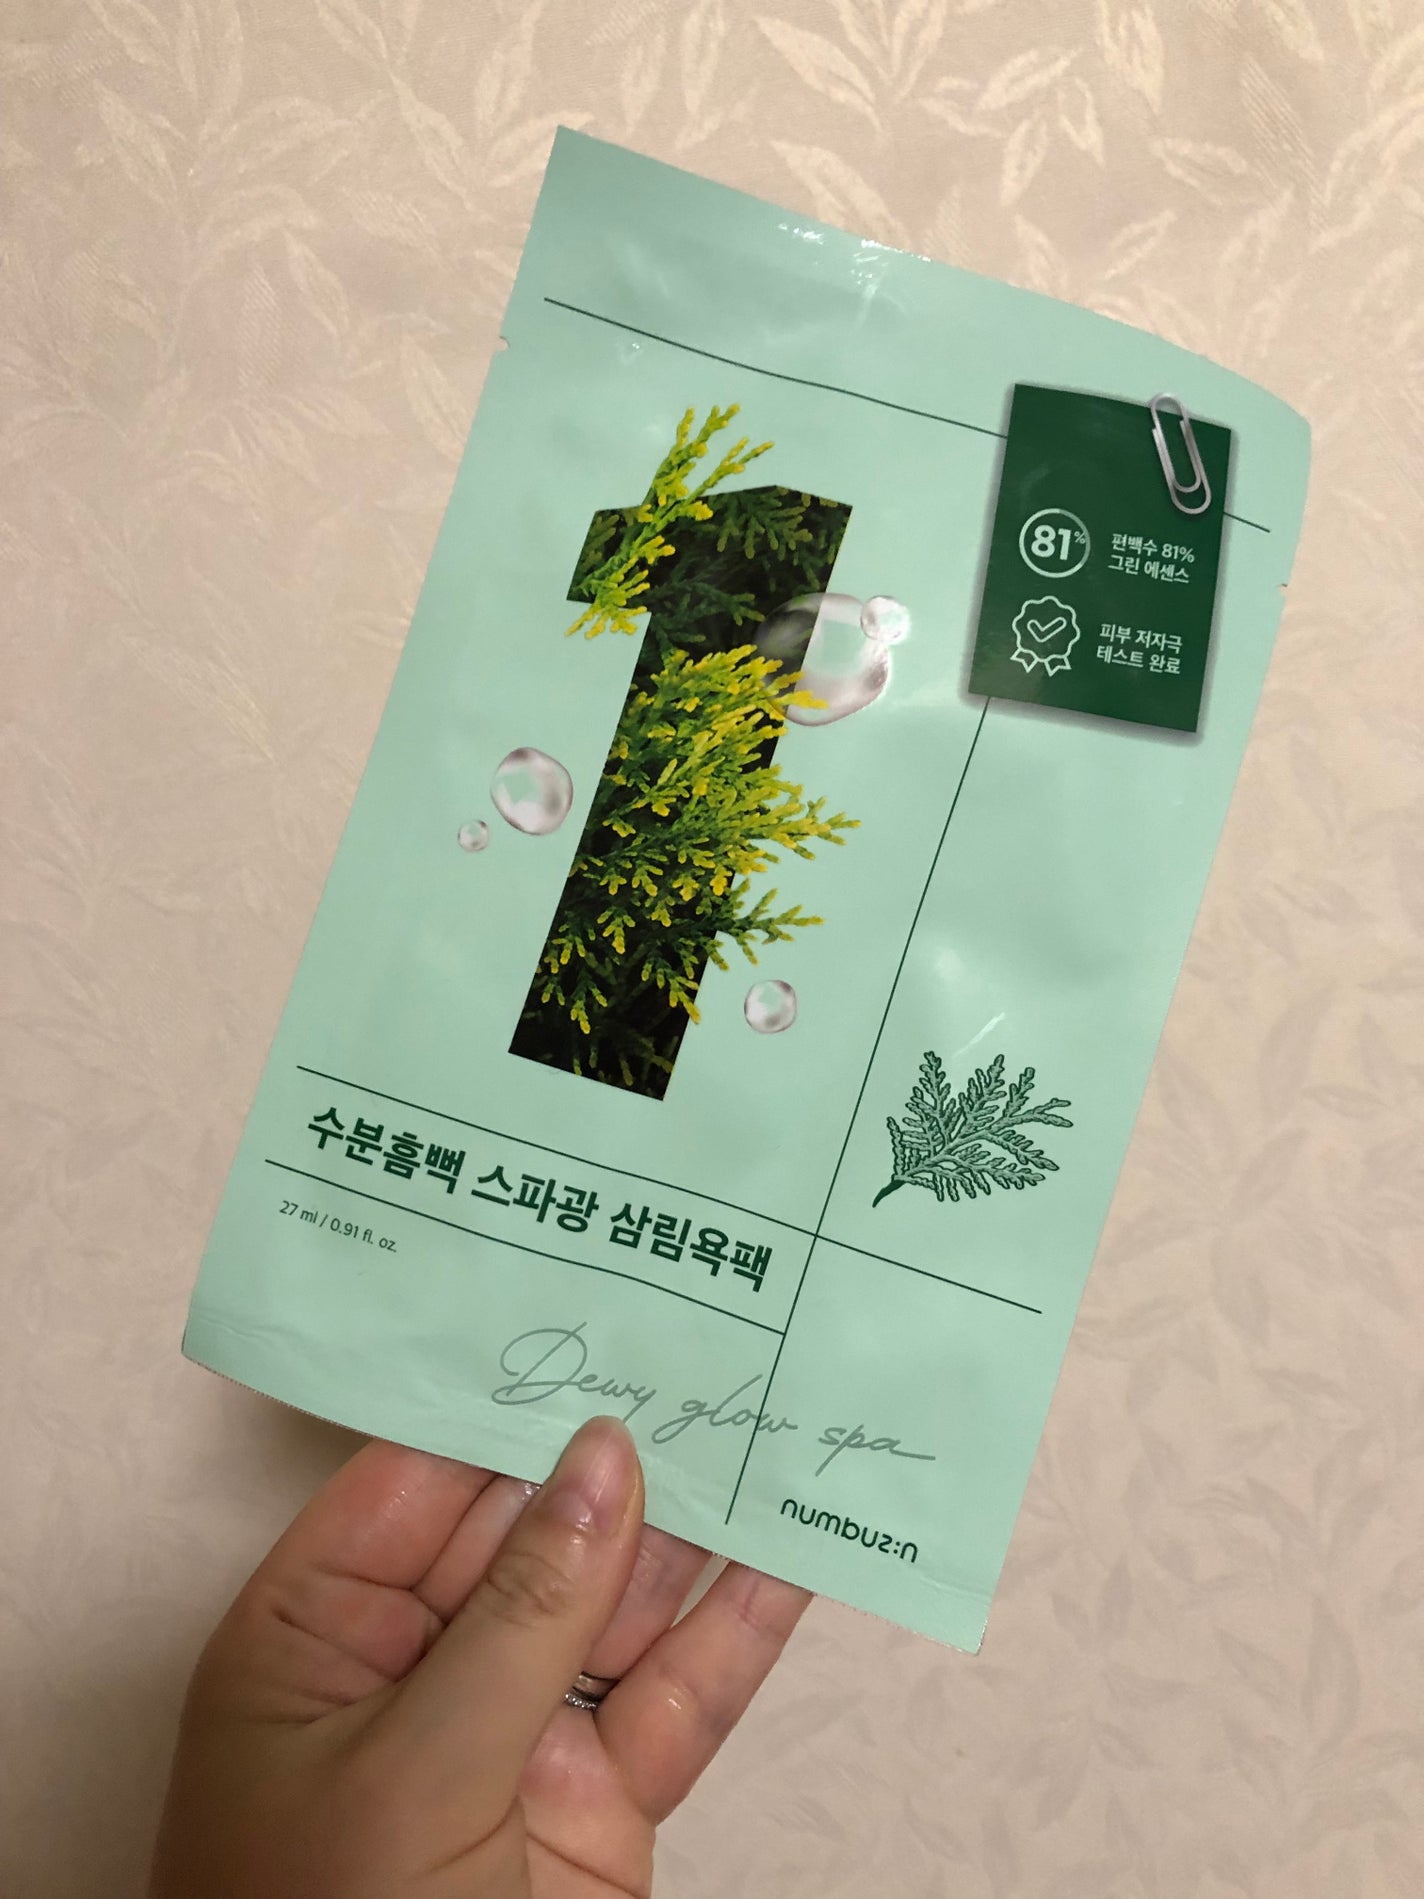 1
81%
편백수 81%
그린 에센스
피부 저자극
테스트 완료
수분흠뻑 스파광 삼림욕팩
27 ml / 0.91 fl. oz.
Dewy glow spa
numbuz:n